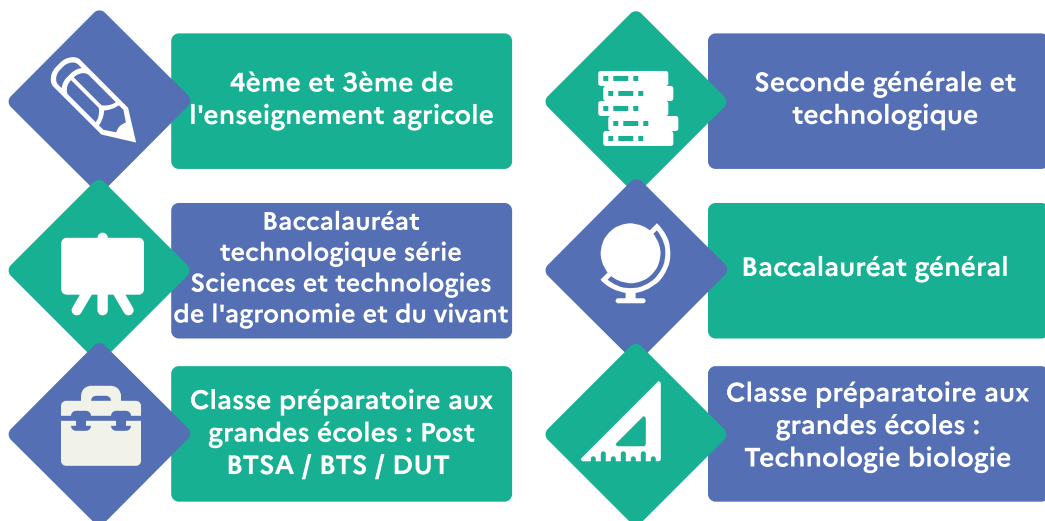 4ème et 3ème de
l'enseignement agricole
Seconde générale et
technologique
Baccalauréat
technologique série
Sciences et technologies
de l'agronomie et du vivant
Baccalauréat général
Classe préparatoire aux
grandes écoles : Post
BTSA / BTS / DUT
Classe préparatoire aux
grandes écoles :
Technologie biologie